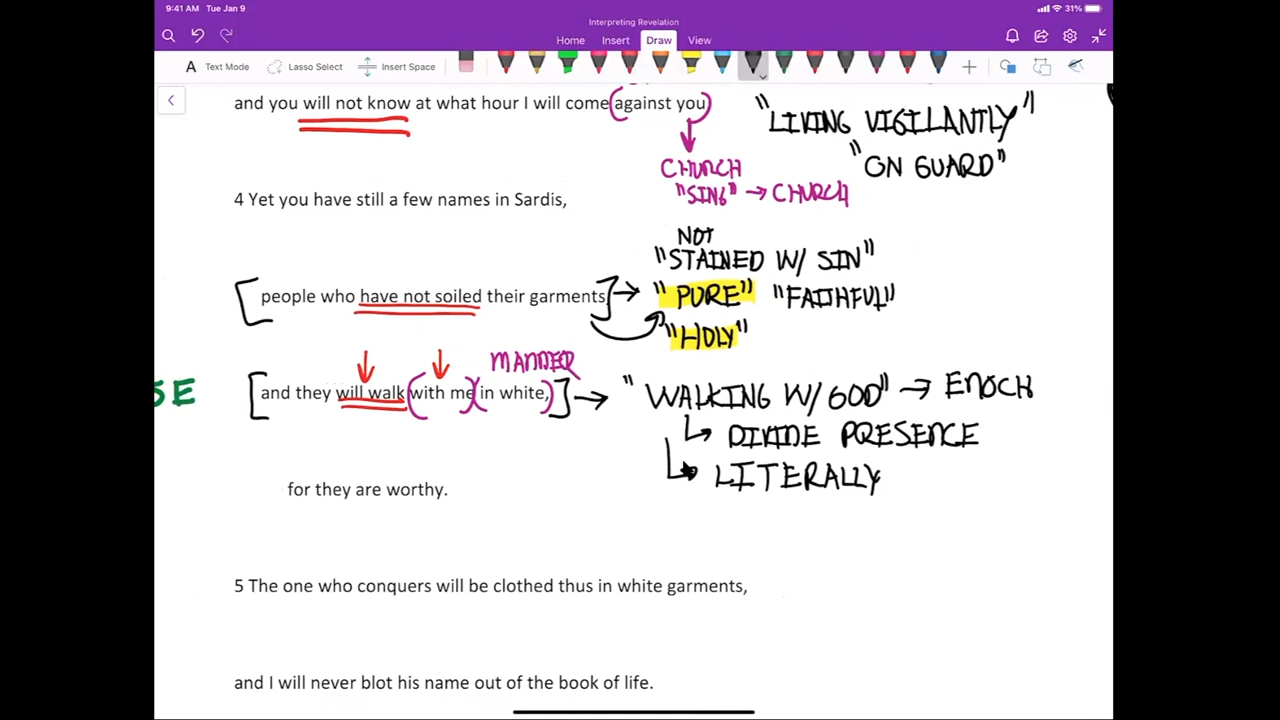 9:41 AM Tue Jan 9
31%
Interpreting Revelation
Home Insert Draw View
A Text Mode Lasso Select Insert Space
and you will not know at what hour I will come (against you)
"LIVING VIGILANTLY"
"ON GUARD"
CHURCH
"SING" → CHURCH
4 Yet you have still a few names in Sardis,
NOT
"STAINED W/ SIN"
[people who have not soiled their garments,] → "PURE" "FAITHFUL"
"HOLY"
MANNER
SE [and they will walk (with me)(in white,)] → "WALKING W/ GOD" → ENOCH
↳ DIVINE PRESENCE
↳ LITERALLY
for they are worthy.
5 The one who conquers will be clothed thus in white garments,
and I will never blot his name out of the book of life.